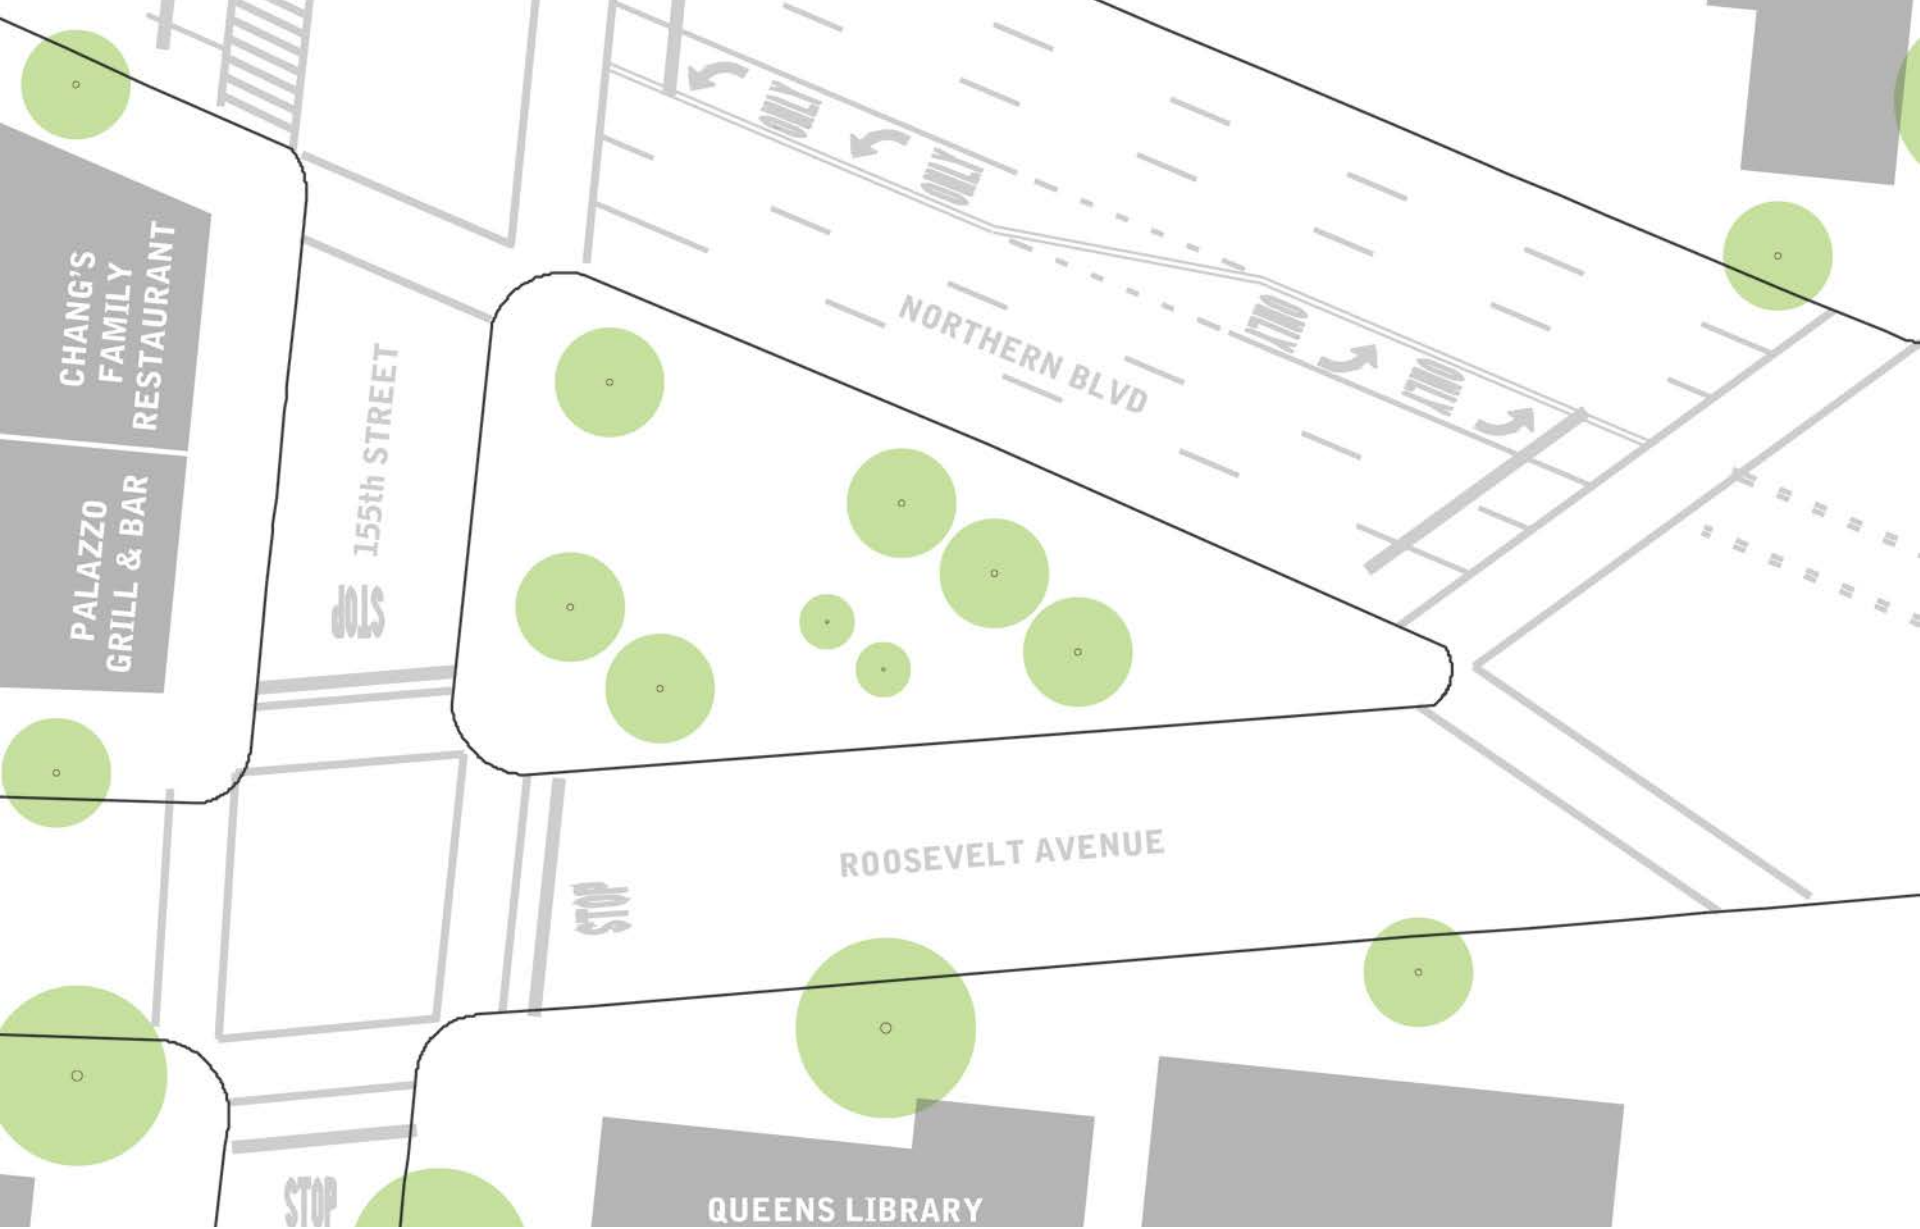 ONLY
ONLY
CHANG'S
FAMILY
RESTAURANT
NORTHERN BLVD
ONLY
ONLY
155th STREET
PALAZZO
GRILL & BAR
STOP
ROOSEVELT AVENUE
STOP
STOP
QUEENS LIBRARY